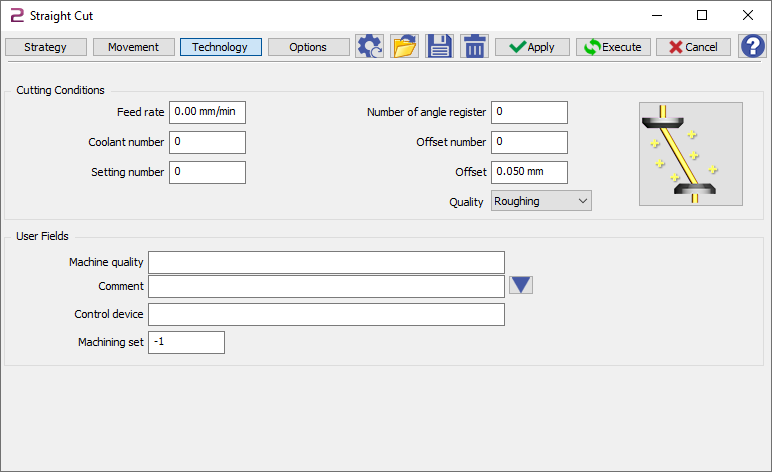 Straight Cut
Strategy Movement Technology Options Apply Execute Cancel ?
Cutting Conditions
Feed rate 0.00 mm/min Number of angle register 0
Coolant number 0 Offset number 0
Setting number 0 Offset 0.050 mm
Quality Roughing
User Fields
Machine quality
Comment
Control device
Machining set -1